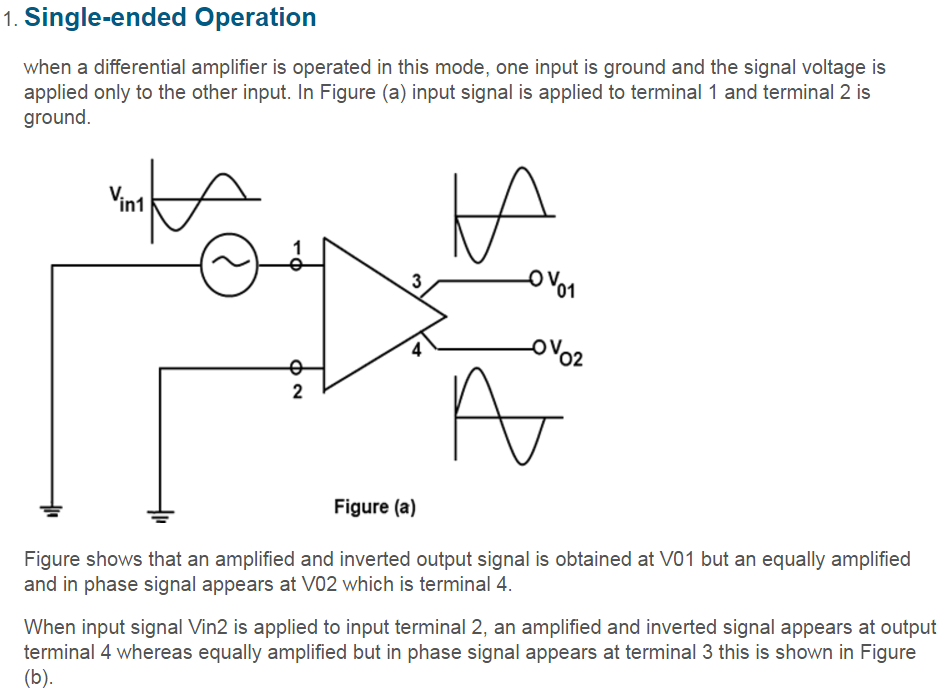 1. Single-ended Operation
when a differential amplifier is operated in this mode, one input is ground and the signal voltage is
applied only to the other input. In Figure (a) input signal is applied to terminal 1 and terminal 2 is
ground.
Vin1
1
3
V01
4
V02
2
Figure (a)
Figure shows that an amplified and inverted output signal is obtained at V01 but an equally amplified
and in phase signal appears at V02 which is terminal 4.
When input signal Vin2 is applied to input terminal 2, an amplified and inverted signal appears at output
terminal 4 whereas equally amplified but in phase signal appears at terminal 3 this is shown in Figure
(b).